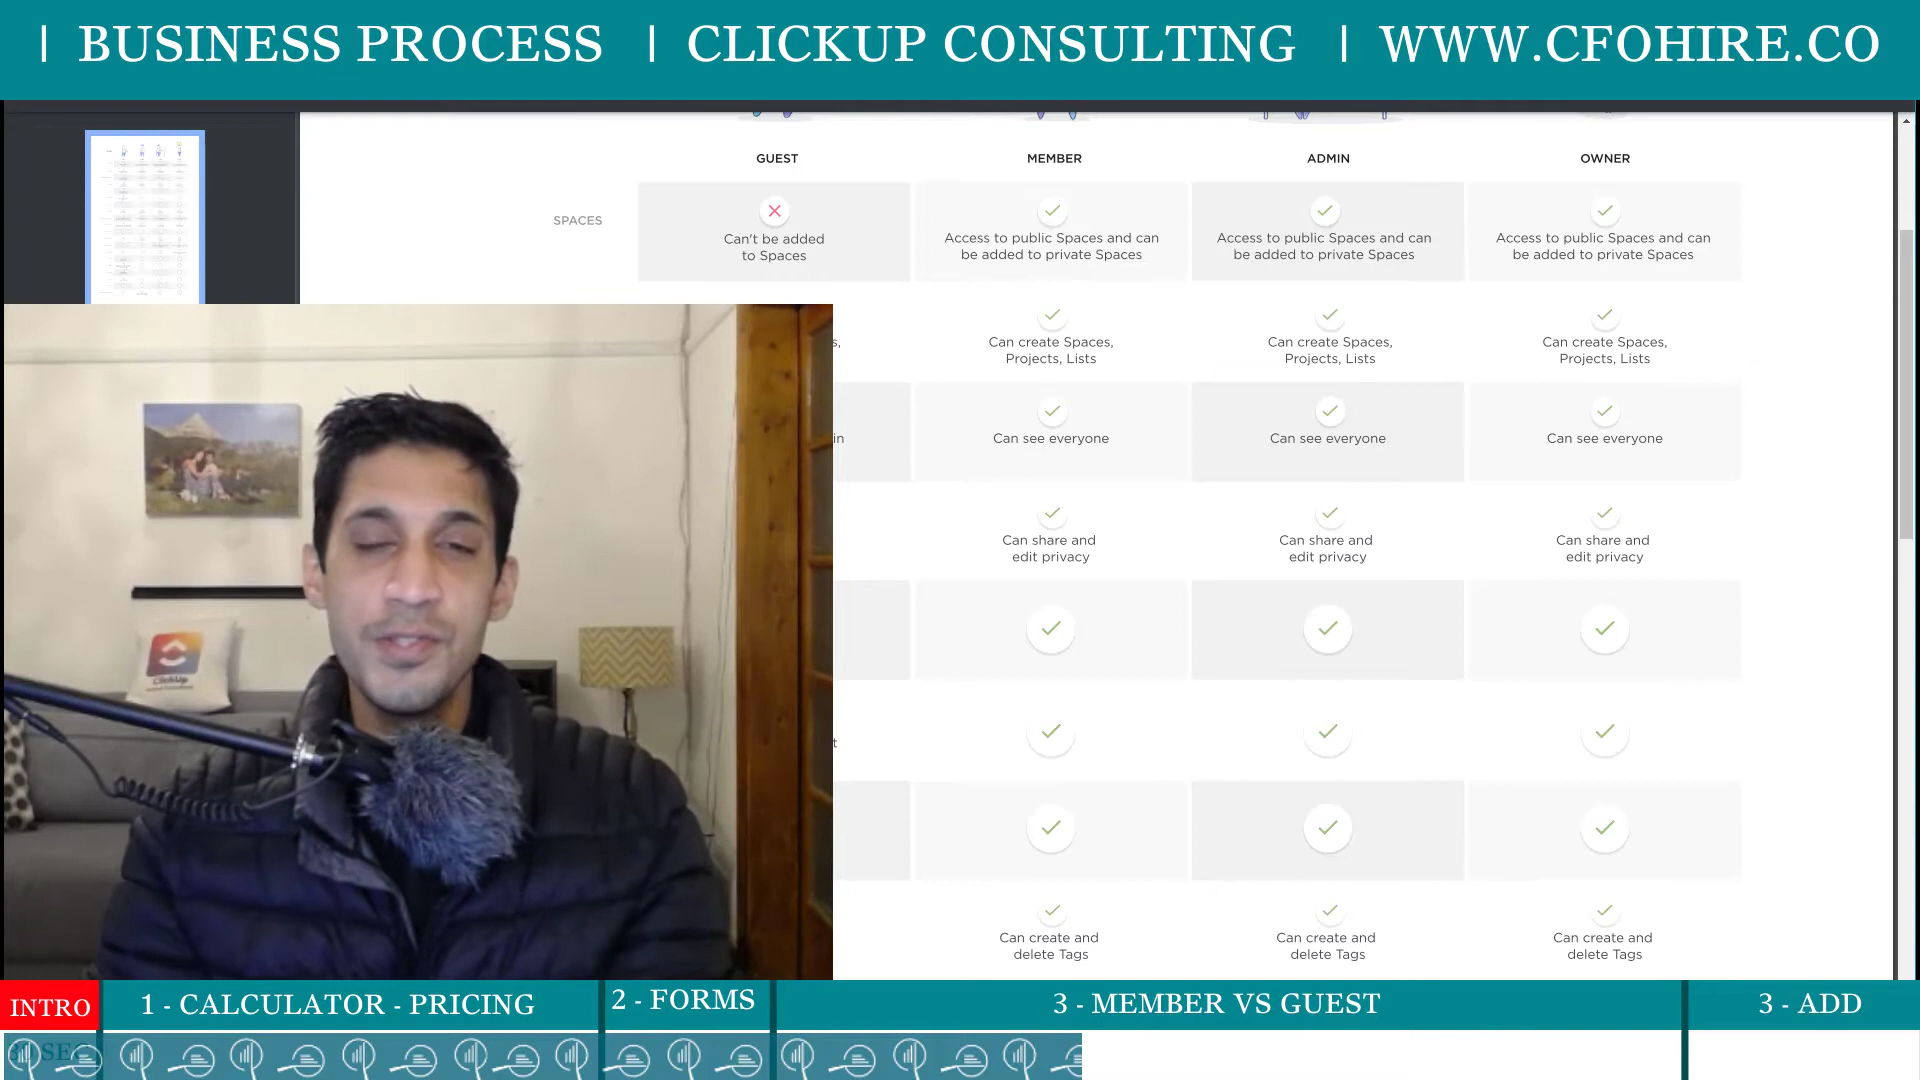 | BUSINESS PROCESS | CLICKUP CONSULTING | WWW.CFOHIRE.CO
GUEST MEMBER ADMIN OWNER
SPACES
Can't be added
to Spaces
Access to public Spaces and can
be added to private Spaces
Access to public Spaces and can
be added to private Spaces
Access to public Spaces and can
be added to private Spaces
Can create Spaces,
Projects, Lists
Can create Spaces,
Projects, Lists
Can create Spaces,
Projects, Lists
Can see everyone
Can see everyone
Can see everyone
Can share and
edit privacy
Can share and
edit privacy
Can share and
edit privacy
ClickUp
Can create and
delete Tags
Can create and
delete Tags
Can create and
delete Tags
INTRO
1 - CALCULATOR - PRICING
2 - FORMS
3 - MEMBER VS GUEST
3 - ADD
30 SEC